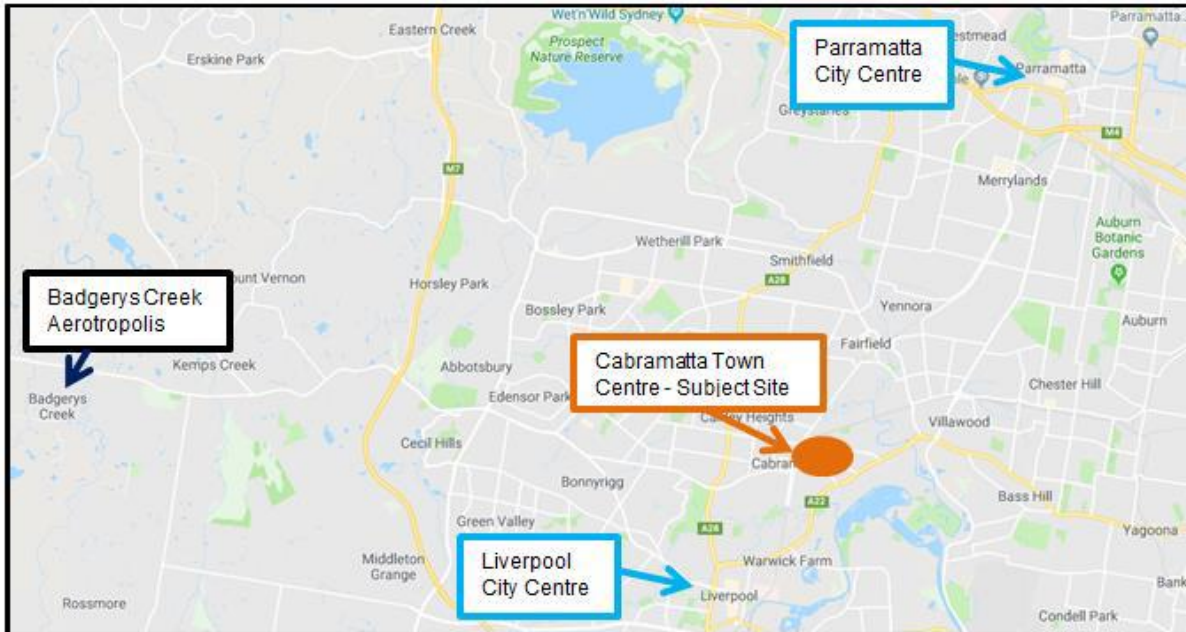 Wet'n'Wild Sydney
Parramatta
Eastern Creek
Erskine Park
Prospect
Nature Reserve
Parramatta
City Centre
Parramatta
Greystanes
M4
M7
Merrylands
Auburn
Botanic
Gardens
Wetherill Park
Smithfield
A28
Badgerys Creek
Aerotropolis
Horsley Park
Bossley Park
Yennora
Auburn
Fairfield
Cabramatta Town
Centre - Subject Site
Kemps Creek
Abbotsbury
Chester Hill
Badgerys
Creek
Edensor Park
Heights
Villawood
Cecil Hills
Bonnyrigg
Bass Hill
A22
Green Valley
A28
Yagoona
Liverpool
City Centre
Middleton
Grange
Warwick Farm
Liverpool
Rossmore
Condell Park